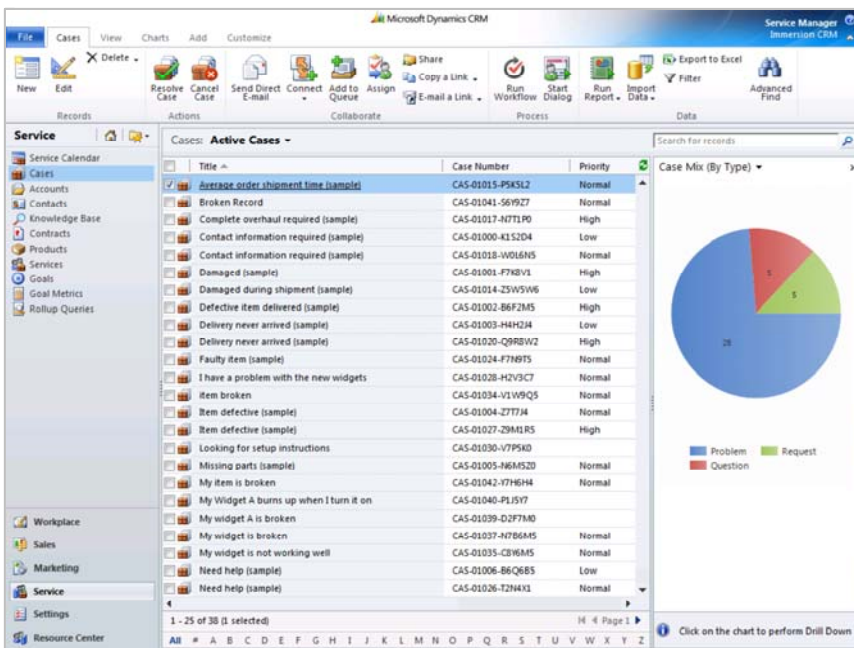 Microsoft Dynamics CRM
Service Manager
Immersion CRM
File Cases View Charts Add Customize
New
Edit
Delete
Records
Resolve Case
Cancel Case
Actions
Send Direct E-mail
Connect
Add to Queue
Assign
Share
Copy a Link
E-mail a Link
Collaborate
Run Workflow
Start Dialog
Process
Run Report
Import Data
Export to Excel
Filter
Advanced Find
Data
Service
Service Calendar
Cases
Accounts
Contacts
Knowledge Base
Contracts
Products
Services
Goals
Goal Metrics
Rollup Queries
Workplace
Sales
Marketing
Service
Settings
Resource Center
Cases: Active Cases
Search for records
Title Case Number Priority
Average order shipment time (sample) CAS-01015-P5K5L2 Normal
Broken Record CAS-01041-S6Y9Z7 Normal
Complete overhaul required (sample) CAS-01017-N7T1P0 High
Contact information required (sample) CAS-01000-K1S2D4 Low
Contact information required (sample) CAS-01018-W0L6N5 Normal
Damaged (sample) CAS-01001-F7K8V1 High
Damaged during shipment (sample) CAS-01014-Z5W5W6 Low
Defective item delivered (sample) CAS-01002-B6F2M5 High
Delivery never arrived (sample) CAS-01003-H4H2J4 Low
Delivery never arrived (sample) CAS-01020-Q9R8W2 High
Faulty item (sample) CAS-01024-F7N9T5 Normal
I have a problem with the new widgets CAS-01028-H2V3C7 Normal
item broken CAS-01034-V1W9Q5 Normal
Item defective (sample) CAS-01004-Z7T7J4 Normal
Item defective (sample) CAS-01027-Z9M1R5 High
Looking for setup instructions CAS-01030-V7P5K0
Missing parts (sample) CAS-01005-N6M5Z0 Normal
My item is broken CAS-01042-Y7H6H4 Normal
My Widget A burns up when I turn it on CAS-01040-P1J5Y7
My widget A is broken CAS-01039-D2F7M0
My widget is broken CAS-01037-N7B6M5 Normal
My widget is not working well CAS-01035-C8Y6M5 Normal
Need help (sample) CAS-01006-B6Q6B5 Low
Need help (sample) CAS-01026-T2N4X1 Normal
1 - 25 of 38 (1 selected) Page 1
All # A B C D E F G H I J K L M N O P Q R S T U V W X Y Z
Case Mix (By Type)
5
5
28
Problem Request
Question
Click on the chart to perform Drill Down